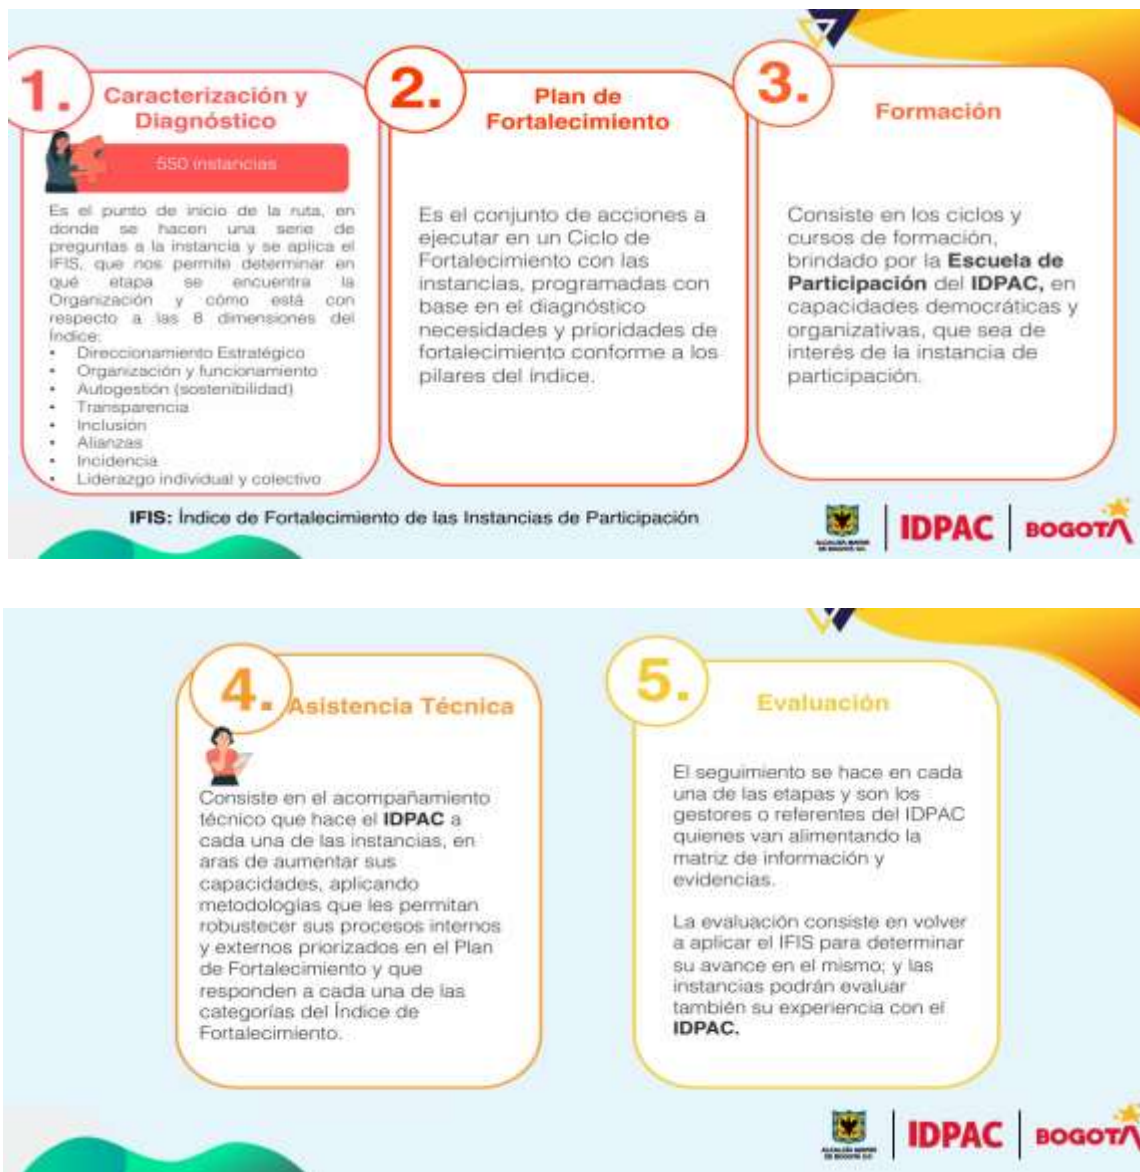 1.
Caracterización y
Diagnóstico
550 instancias
Es el punto de inicio de la ruta, en
donde se hacen una serie de
preguntas a la instancia y se aplica el
IFIS, que nos permite determinar en
qué etapa se encuentra la
Organización y cómo está con
respecto a las 8 dimensiones del
Índice:
• Direccionamiento Estratégico
• Organización y funcionamiento
• Autogestión (sostenibilidad)
• Transparencia
• Inclusión
• Alianzas
• Incidencia
• Liderazgo individual y colectivo
2.
Plan de
Fortalecimiento
Es el conjunto de acciones a
ejecutar en un Ciclo de
Fortalecimiento con las
instancias, programadas con
base en el diagnóstico
necesidades y prioridades de
fortalecimiento conforme a los
pilares del índice.
3.
Formación
Consiste en los ciclos y
cursos de formación,
brindado por la Escuela de
Participación del IDPAC, en
capacidades democráticas y
organizativas, que sea de
interés de la instancia de
participación.
IFIS: Índice de Fortalecimiento de las Instancias de Participación
ALCALDÍA MAYOR
DE BOGOTÁ D.C.
IDPAC
BOGOTÁ
4.
Asistencia Técnica
Consiste en el acompañamiento
técnico que hace el IDPAC a
cada una de las instancias, en
aras de aumentar sus
capacidades, aplicando
metodologías que les permitan
robustecer sus procesos internos
y externos priorizados en el Plan
de Fortalecimiento y que
responden a cada una de las
categorías del Índice de
Fortalecimiento.
5.
Evaluación
El seguimiento se hace en cada
una de las etapas y son los
gestores o referentes del IDPAC
quienes van alimentando la
matriz de información y
evidencias.
La evaluación consiste en volver
a aplicar el IFIS para determinar
su avance en el mismo; y las
instancias podrán evaluar
también su experiencia con el
IDPAC.
ALCALDÍA MAYOR
DE BOGOTÁ D.C.
IDPAC
BOGOTÁ